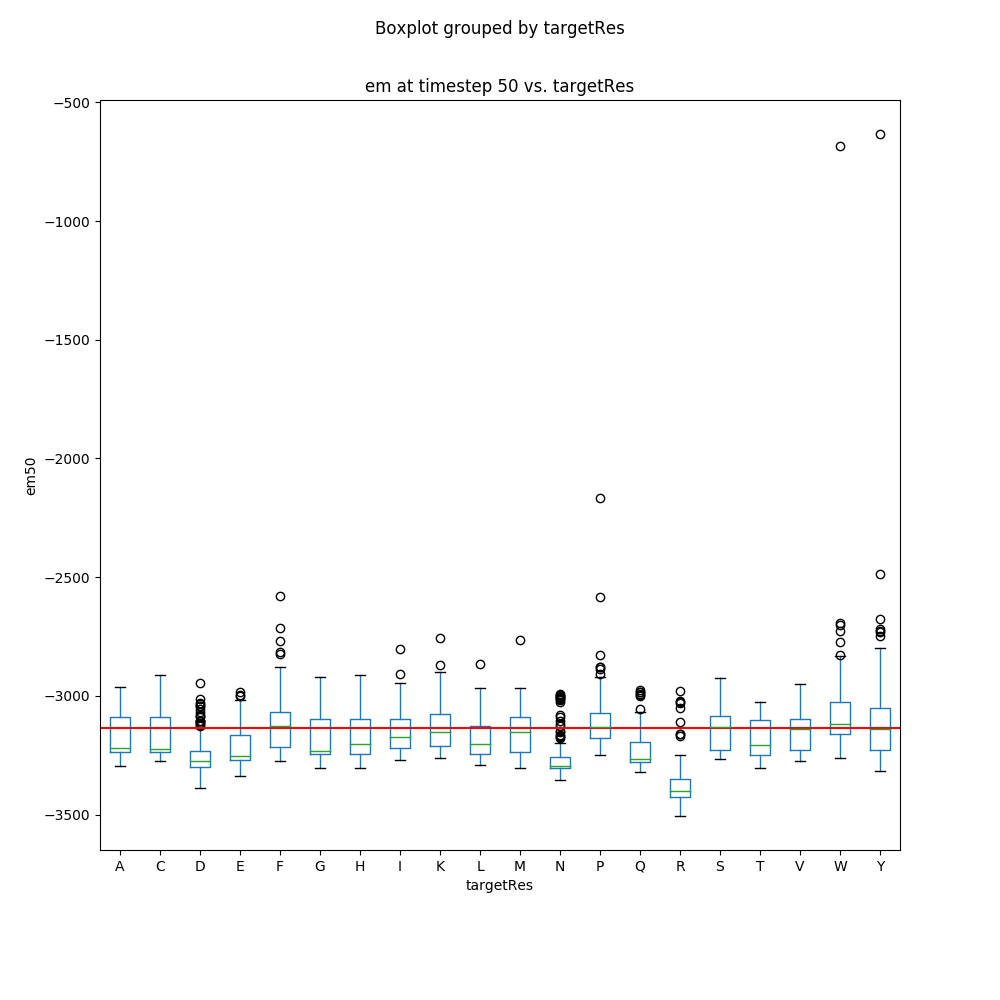 Boxplot grouped by targetRes
em at timestep 50 vs. targetRes
−500
−1000
−1500
−2000
−2500
−3000
−3500
em50
A C D E F G H I K L M N P Q R S T V W Y
targetRes